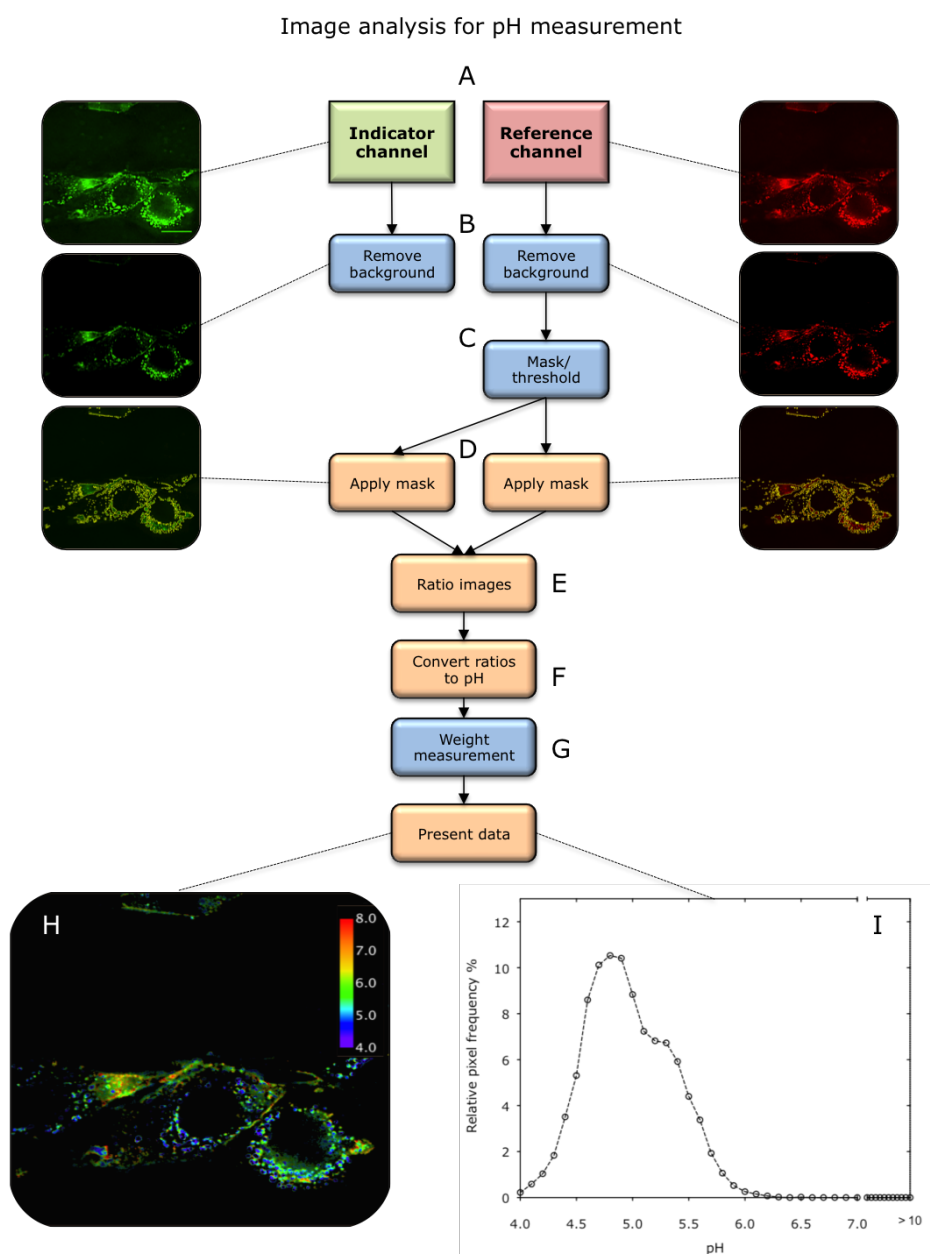 Image analysis for pH measurement
A
Indicator
channel
Reference
channel
B
Remove
background
Remove
background
C
Mask/
threshold
D
Apply mask
Apply mask
Ratio images
E
Convert ratios
to pH
F
Weight
measurement
G
Present data
H
8.0
7.0
6.0
5.0
4.0
I
Relative pixel frequency %
12
10
8
6
4
2
0
4.0
4.5
5.0
5.5
6.0
6.5
7.0
> 10
pH